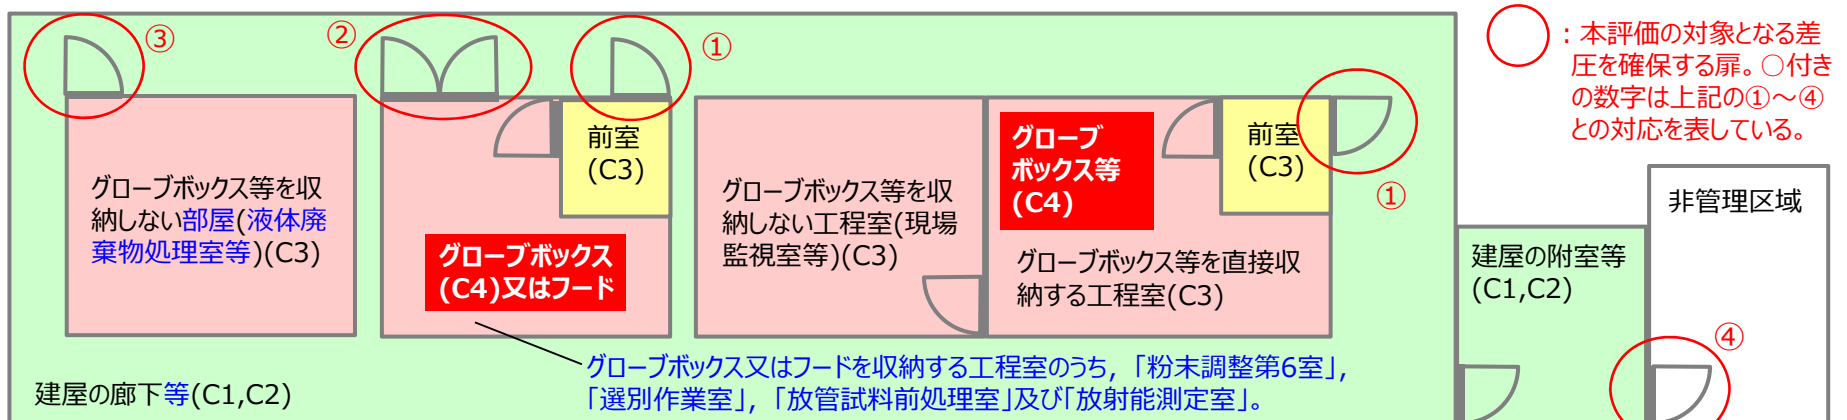 ③
②
①
：本評価の対象となる差
圧を確保する扉。○付き
の数字は上記の①～④
との対応を表している。
グローブボックス等を収
納しない部屋(液体廃
棄物処理室等)(C3)
前室
(C3)
グローブボックス
(C4)又はフード
グローブボックス等を収
納しない工程室(現場
監視室等)(C3)
グローブ
ボックス等
(C4)
前室
(C3)
①
グローブボックス等を直接収
納する工程室(C3)
非管理区域
建屋の附室等
(C1,C2)
④
グローブボックス又はフードを収納する工程室のうち,「粉末調整第6室」,
「選別作業室」,「放管試料前処理室」及び「放射能測定室」。
建屋の廊下等(C1,C2)